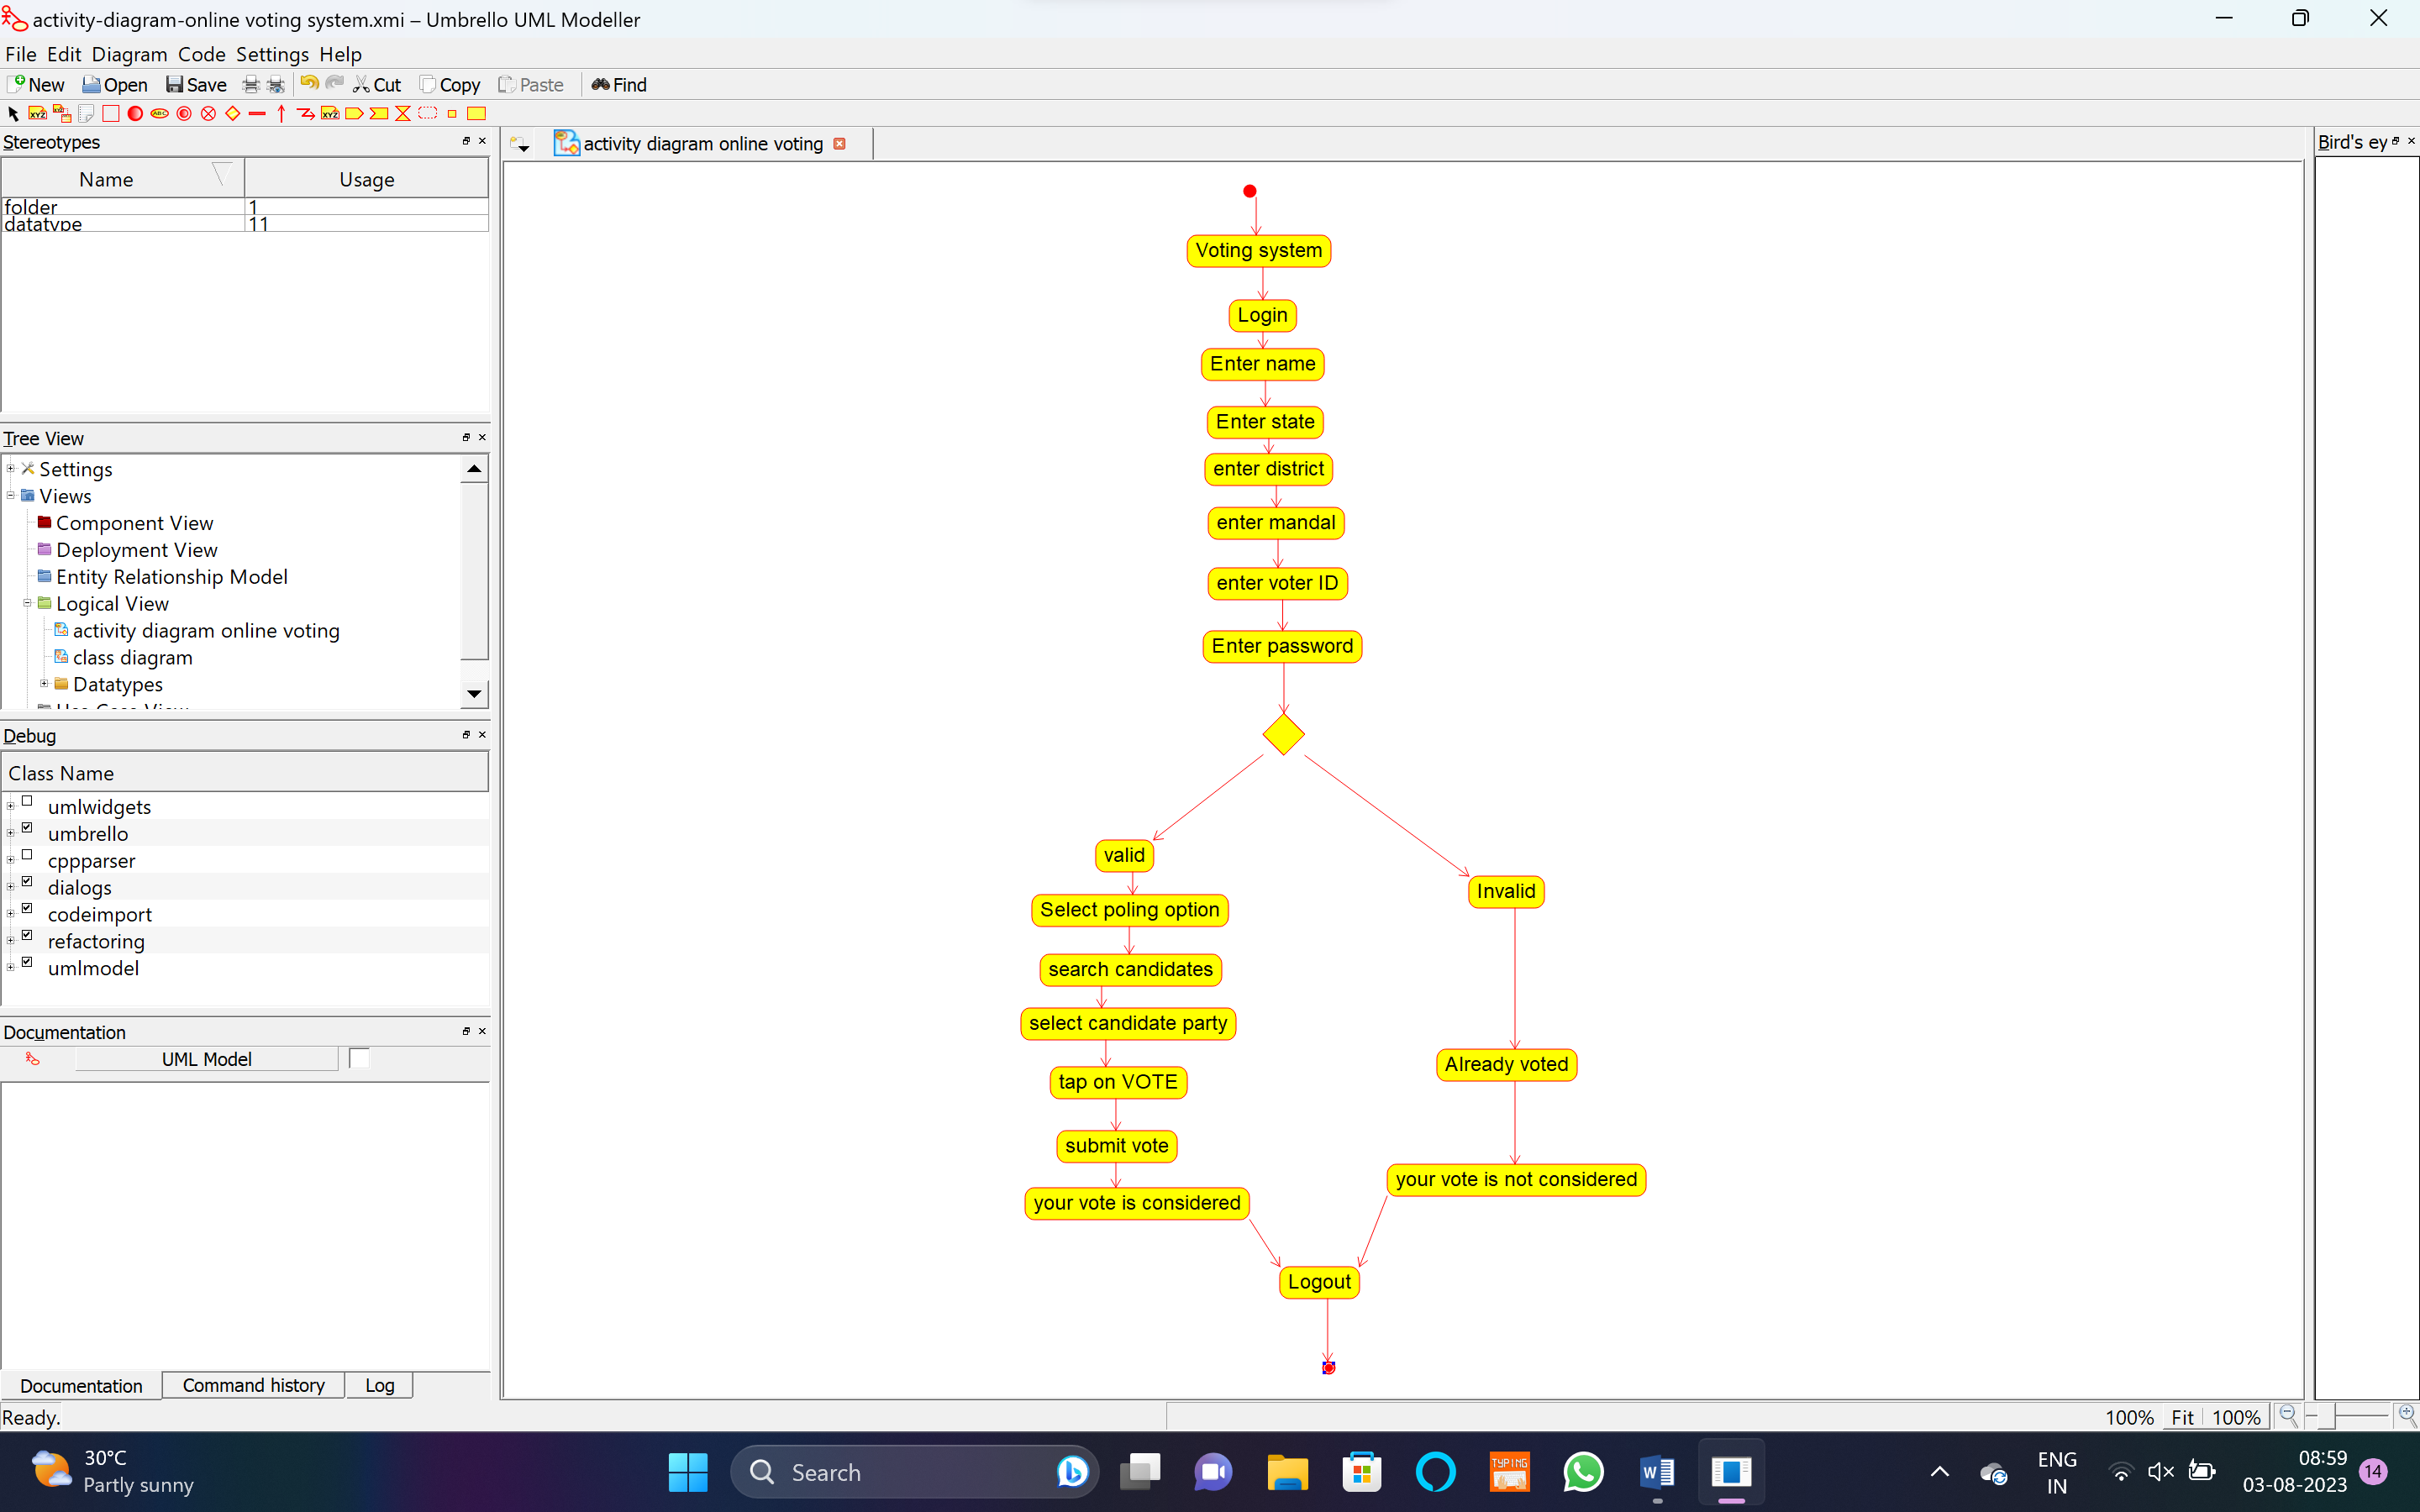 activity-diagram-online voting system.xmi – Umbrello UML Modeller
File Edit Diagram Code Settings Help
New Open Save Cut Copy Paste Find
Stereotypes
Name Usage
folder 1
datatype 11
Tree View
Settings
Views
Component View
Deployment View
Entity Relationship Model
Logical View
activity diagram online voting
class diagram
Datatypes
Debug
Class Name
umlwidgets
umbrello
cppparser
dialogs
codeimport
refactoring
umlmodel
Documentation
UML Model
Documentation Command history Log
Ready.
activity diagram online voting
Voting system
Login
Enter name
Enter state
enter district
enter mandal
enter voter ID
Enter password
valid
Invalid
Select poling option
search candidates
select candidate party
Already voted
tap on VOTE
submit vote
your vote is not considered
your vote is considered
Logout
Bird's ey
100% Fit 100%
30°C
Partly sunny
Search
TYPING
ENG
IN
08:59
03-08-2023
14